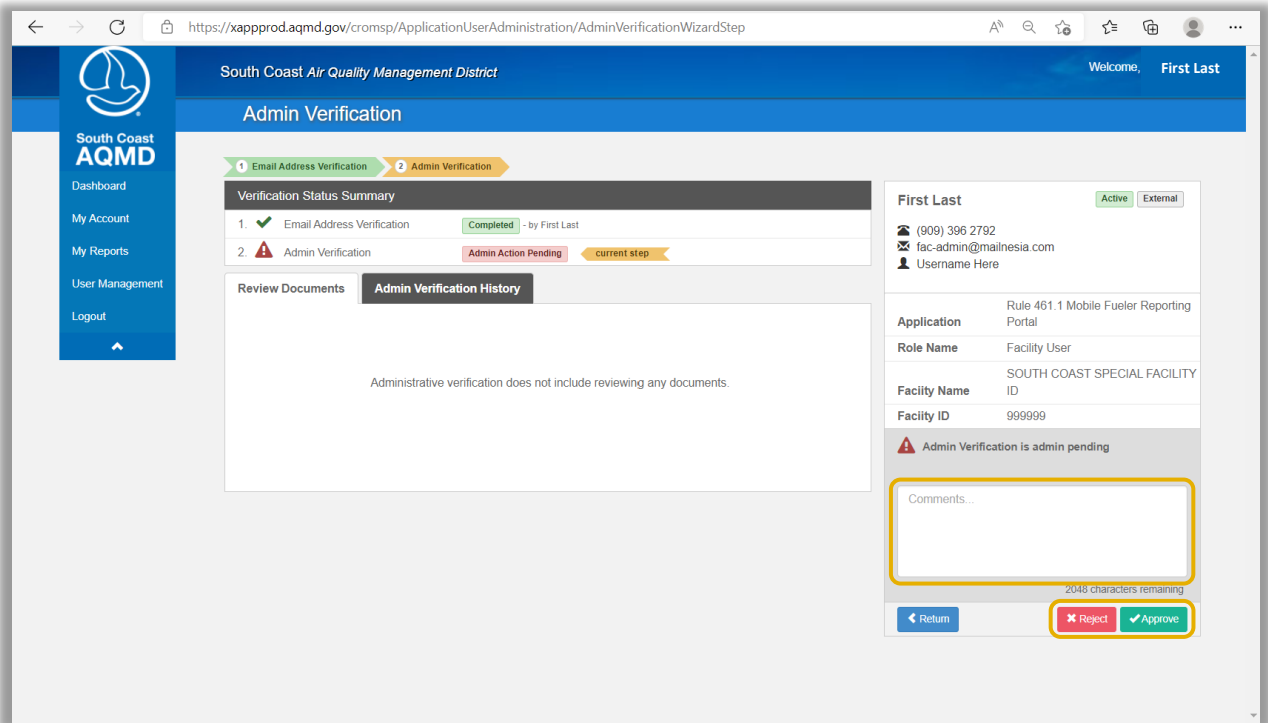 https://xappprod.aqmd.gov/cromsp/ApplicationUserAdministration/AdminVerificationWizardStep
South Coast Air Quality Management District
Welcome, First Last
Admin Verification
South Coast
AQMD
Dashboard
My Account
My Reports
User Management
Logout
1 Email Address Verification
2 Admin Verification
Verification Status Summary
1. Email Address Verification Completed - by First Last
2. Admin Verification Admin Action Pending current step
Review Documents
Admin Verification History
Administrative verification does not include reviewing any documents.
First Last
Active
External
(909) 396 2792
fac-admin@mailnesia.com
Username Here
Application Rule 461.1 Mobile Fueler Reporting
Portal
Role Name Facility User
Faciity Name SOUTH COAST SPECIAL FACILITY
ID
Faciity ID 999999
Admin Verification is admin pending
Comments...
2048 characters remaining
Return
Reject
Approve